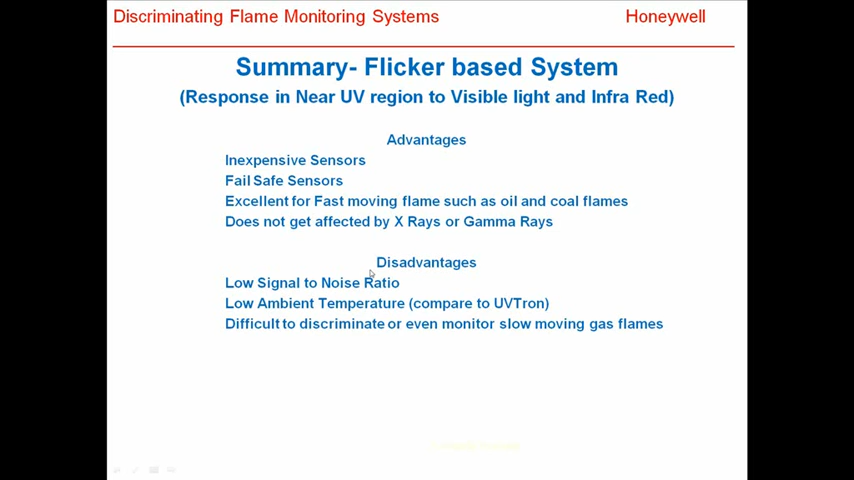 Discriminating Flame Monitoring Systems Honeywell
Summary- Flicker based System
(Response in Near UV region to Visible light and Infra Red)
Advantages
Inexpensive Sensors
Fail Safe Sensors
Excellent for Fast moving flame such as oil and coal flames
Does not get affected by X Rays or Gamma Rays
Disadvantages
Low Signal to Noise Ratio
Low Ambient Temperature (compare to UVTron)
Difficult to discriminate or even monitor slow moving gas flames